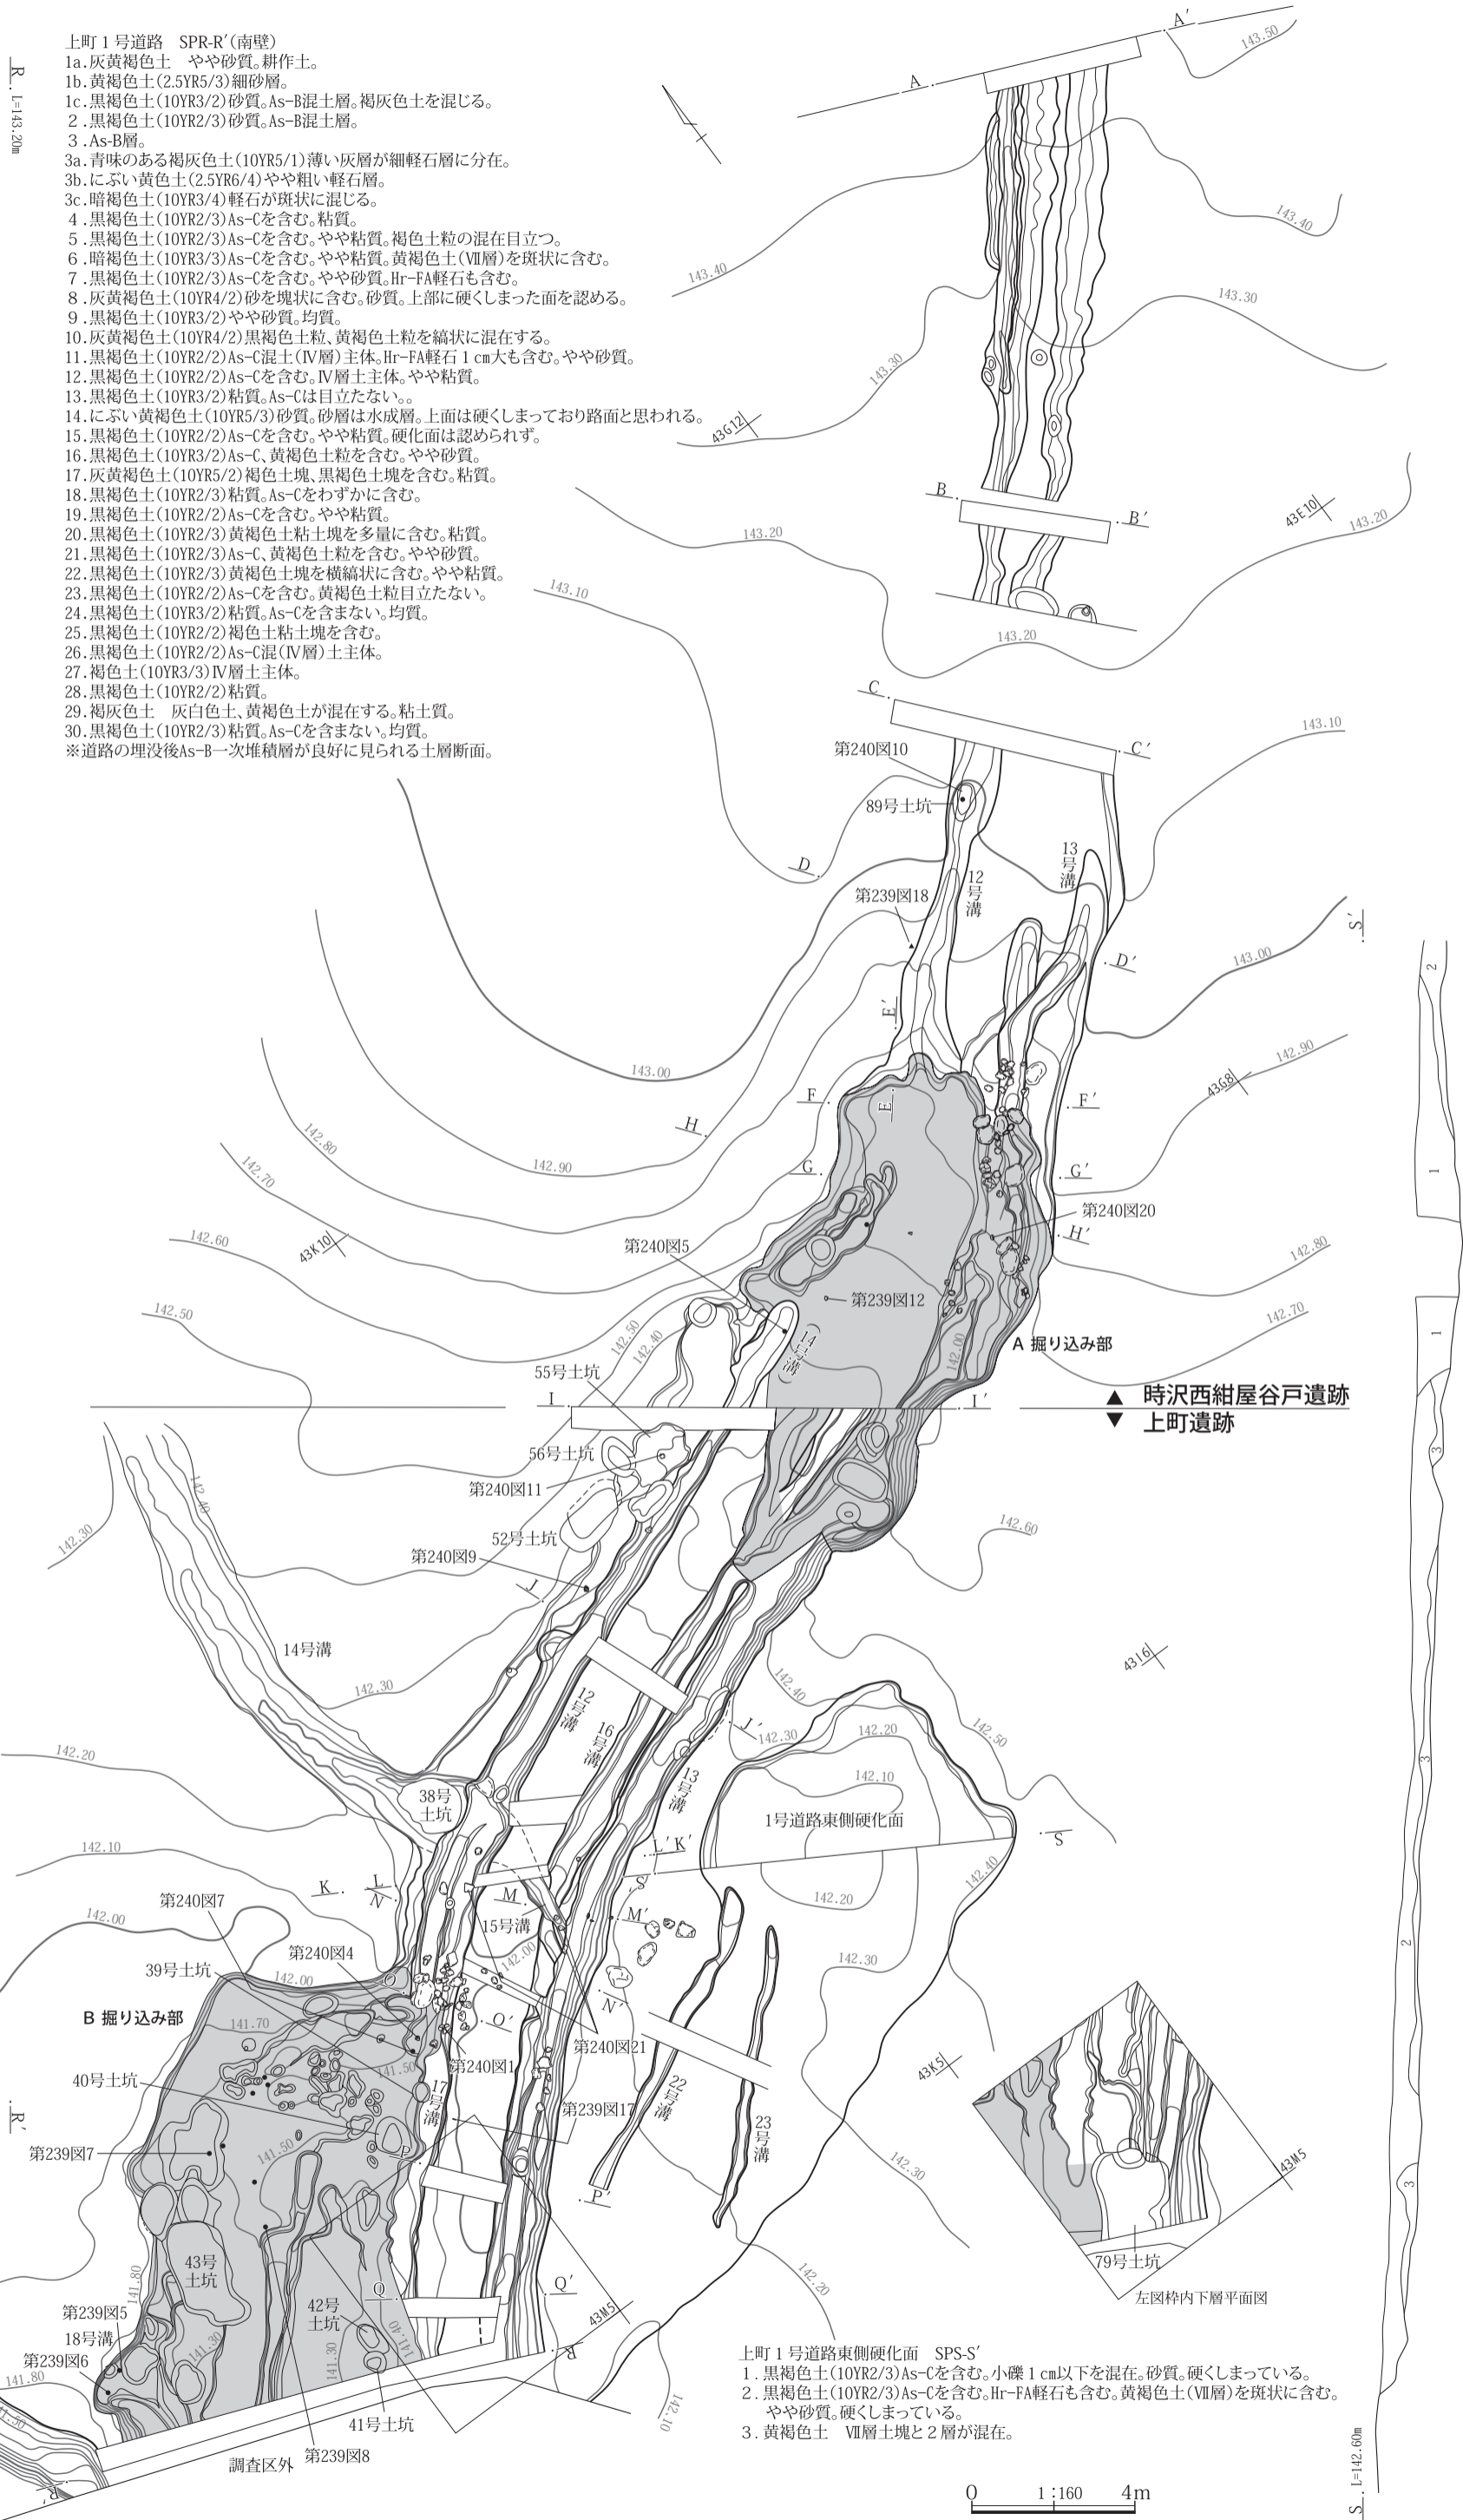 上町１号道路　SPR-R′(南壁)
1a.灰黄褐色土　やや砂質。耕作土。
1b.黄褐色土(2.5YR5/3)細砂層。
1c.黒褐色土(10YR3/2)砂質。As-B混土層。褐灰色土を混じる。
２.黒褐色土(10YR2/3)砂質。As-B混土層。
３.As-B層。
3a.青味のある褐灰色土(10YR5/1)薄い灰層が細軽石層に分在。
3b.にぶい黄色土(2.5YR6/4)やや粗い軽石層。
3c.暗褐色土(10YR3/4)軽石が斑状に混じる。
４.黒褐色土(10YR2/3)As-Cを含む。粘質。
５.黒褐色土(10YR2/3)As-Cを含む。やや粘質。褐色土粒の混在目立つ。
６.暗褐色土(10YR3/3)As-Cを含む。やや粘質。黄褐色土(Ⅶ層)を斑状に含む。
７.黒褐色土(10YR2/3)As-Cを含む。やや砂質。Hr-FA軽石も含む。
８.灰黄褐色土(10YR4/2)砂を塊状に含む。砂質。上部に硬くしまった面を認める。
９.黒褐色土(10YR3/2)やや砂質。均質。
10.灰黄褐色土(10YR4/2)黒褐色土粒、黄褐色土粒を縞状に混在する。
11.黒褐色土(10YR2/2)As-C混土(Ⅳ層)主体。Hr-FA軽石１cm大も含む。やや砂質。
12.黒褐色土(10YR2/2)As-Cを含む。Ⅳ層土主体。やや粘質。
13.黒褐色土(10YR3/2)粘質。As-Cは目立たない。。
14.にぶい黄褐色土(10YR5/3)砂質。砂層は水成層。上面は硬くしまっており路面と思われる。
15.黒褐色土(10YR2/2)As-Cを含む。やや粘質。硬化面は認められず。
16.黒褐色土(10YR3/2)As-C、黄褐色土粒を含む。やや砂質。
17.灰黄褐色土(10YR5/2)褐色土塊、黒褐色土塊を含む。粘質。
18.黒褐色土(10YR2/3)粘質。As-Cをわずかに含む。
19.黒褐色土(10YR2/2)As-Cを含む。やや粘質。
20.黒褐色土(10YR2/3)黄褐色土粘土塊を多量に含む。粘質。
21.黒褐色土(10YR2/3)As-C、黄褐色土粒を含む。やや砂質。
22.黒褐色土(10YR2/3)黄褐色土塊を横縞状に含む。やや粘質。
23.黒褐色土(10YR2/2)As-Cを含む。黄褐色土粒目立たない。
24.黒褐色土(10YR3/2)粘質。As-Cを含まない。均質。
25.黒褐色土(10YR2/2)褐色土粘土塊を含む。
26.黒褐色土(10YR2/2)As-C混(Ⅳ層)土主体。
27.褐色土(10YR3/3)Ⅳ層土主体。
28.黒褐色土(10YR2/2)粘質。
29.褐灰色土　灰白色土、黄褐色土が混在する。粘土質。
30.黒褐色土(10YR2/3)粘質。As-Cを含まない。均質。
※道路の埋没後As-B一次堆積層が良好に見られる土層断面。
R . L=143.20m
A .
. A′
143.50
143.40
143.40
143.30
143.30
43G12
B .
. B′
43E10
143.20
143.20
143.10
143.20
C .
. C′
143.10
第240図10
89号土坑
13号溝
D .
第239図18
12号溝
. D′
143.00
S′
E′
143.00
142.90
43G8
F .
E
. F′
H .
142.80
142.90
142.70
G .
. G′
第240図20
. H′
43K10
142.60
第240図5
142.80
第239図12
142.50
142.70
142.50
142.40
(14号溝)
142.00
A 掘り込み部
55号土坑
I .
. I′
▲ 時沢西紺屋谷戸遺跡
▼ 上町遺跡
56号土坑
第240図11
142.40
142.30
52号土坑
142.60
第240図9
J .
14号溝
43I6
142.30
12号溝
16号溝
142.40
. J′
142.30
142.20
142.50
142.20
13号溝
142.10
38号
土坑
1号道路東側硬化面
. L′K′
. S
142.10
S′
142.40
K .
L
N
M .
142.20
第240図7
. M′
142.00
15号溝
第240図4
142.00
142.30
39号土坑
142.00
O
. N′
B 掘り込み部
. O′
141.70
第240図21
第240図1
43K5
40号土坑
141.50
17号溝
22号溝
R′
第239図17
23号溝
第239図7
141.50
P .
142.30
43M5
. P′
79号土坑
左図枠内下層平面図
43号
土坑
142.20
141.80
Q .
. Q′
42号
土坑
43M5
第239図5
18号溝
141.30
141.40
141.30
第239図6
R
141.80
142.10
41号土坑
第239図8
調査区外
R′
上町１号道路東側硬化面　SPS-S′
１.黒褐色土(10YR2/3)As-Cを含む。小礫１cm以下を混在。砂質。硬くしまっている。
２.黒褐色土(10YR2/3)As-Cを含む。Hr-FA軽石も含む。黄褐色土(Ⅶ層)を斑状に含む。
やや砂質。硬くしまっている。
３.黄褐色土　Ⅶ層土塊と２層が混在。
0　1:160　4m
2
1
1
3
3
2
3
S . L=142.60m